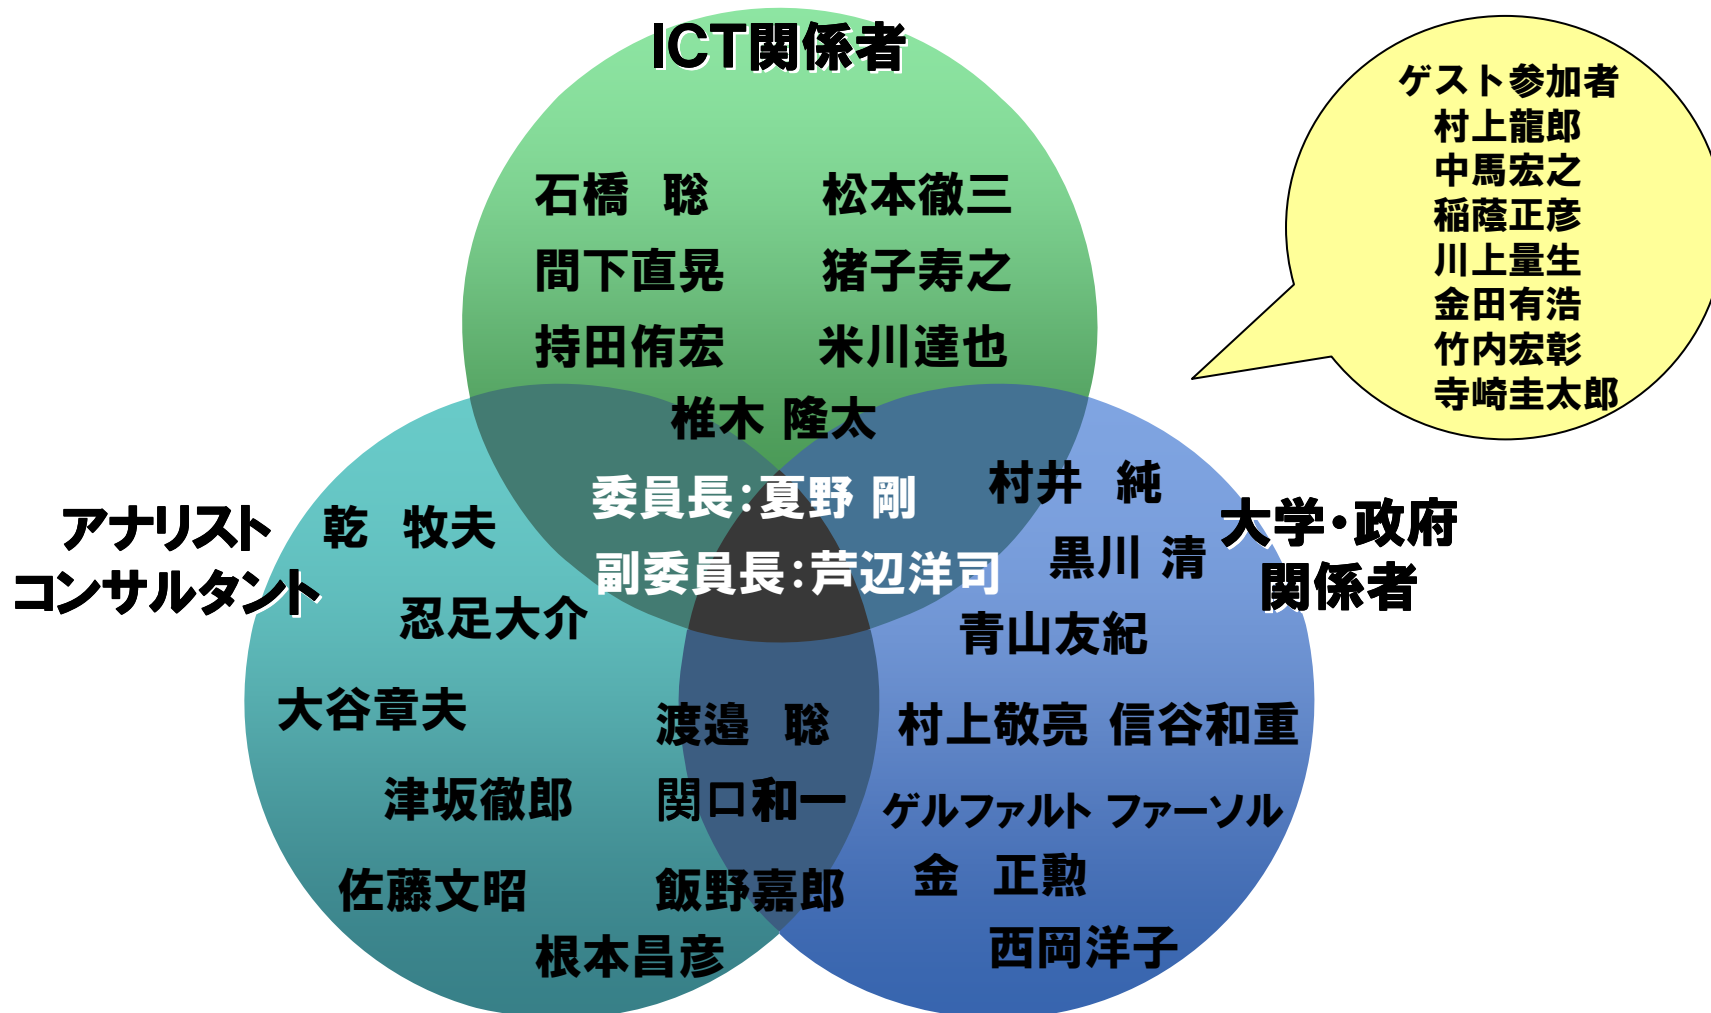 ICT関係者
石橋 聡 松本徹三
間下直晃 猪子寿之
持田侑宏 米川達也
椎木 隆太
委員長:夏野 剛
副委員長:芦辺洋司
アナリスト
コンサルタント
乾 牧夫
忍足大介
大谷章夫
津坂徹郎
佐藤文昭
根本昌彦
渡邉 聡
関口和一
飯野嘉郎
大学・政府
関係者
村井 純
黒川 清
青山友紀
村上敬亮 信谷和重
ゲルファルト ファーソル
金 正勲
西岡洋子
ゲスト参加者
村上龍郎
中馬宏之
稲蔭正彦
川上量生
金田有浩
竹内宏彰
寺崎圭太郎